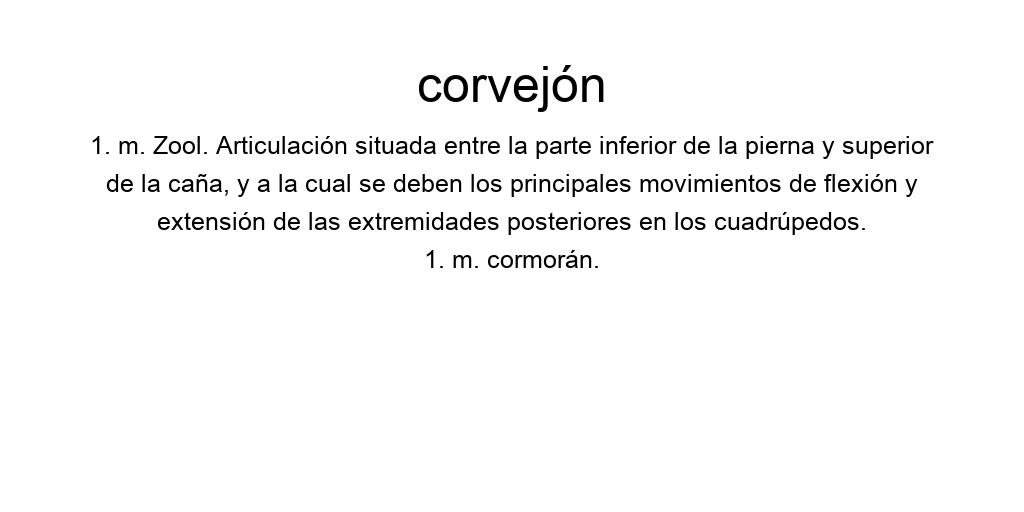 corvejón
1. m. Zool. Articulación situada entre la parte inferior de la pierna y superior
de la caña, y a la cual se deben los principales movimientos de flexión y
extensión de las extremidades posteriores en los cuadrúpedos.
1. m. cormorán.